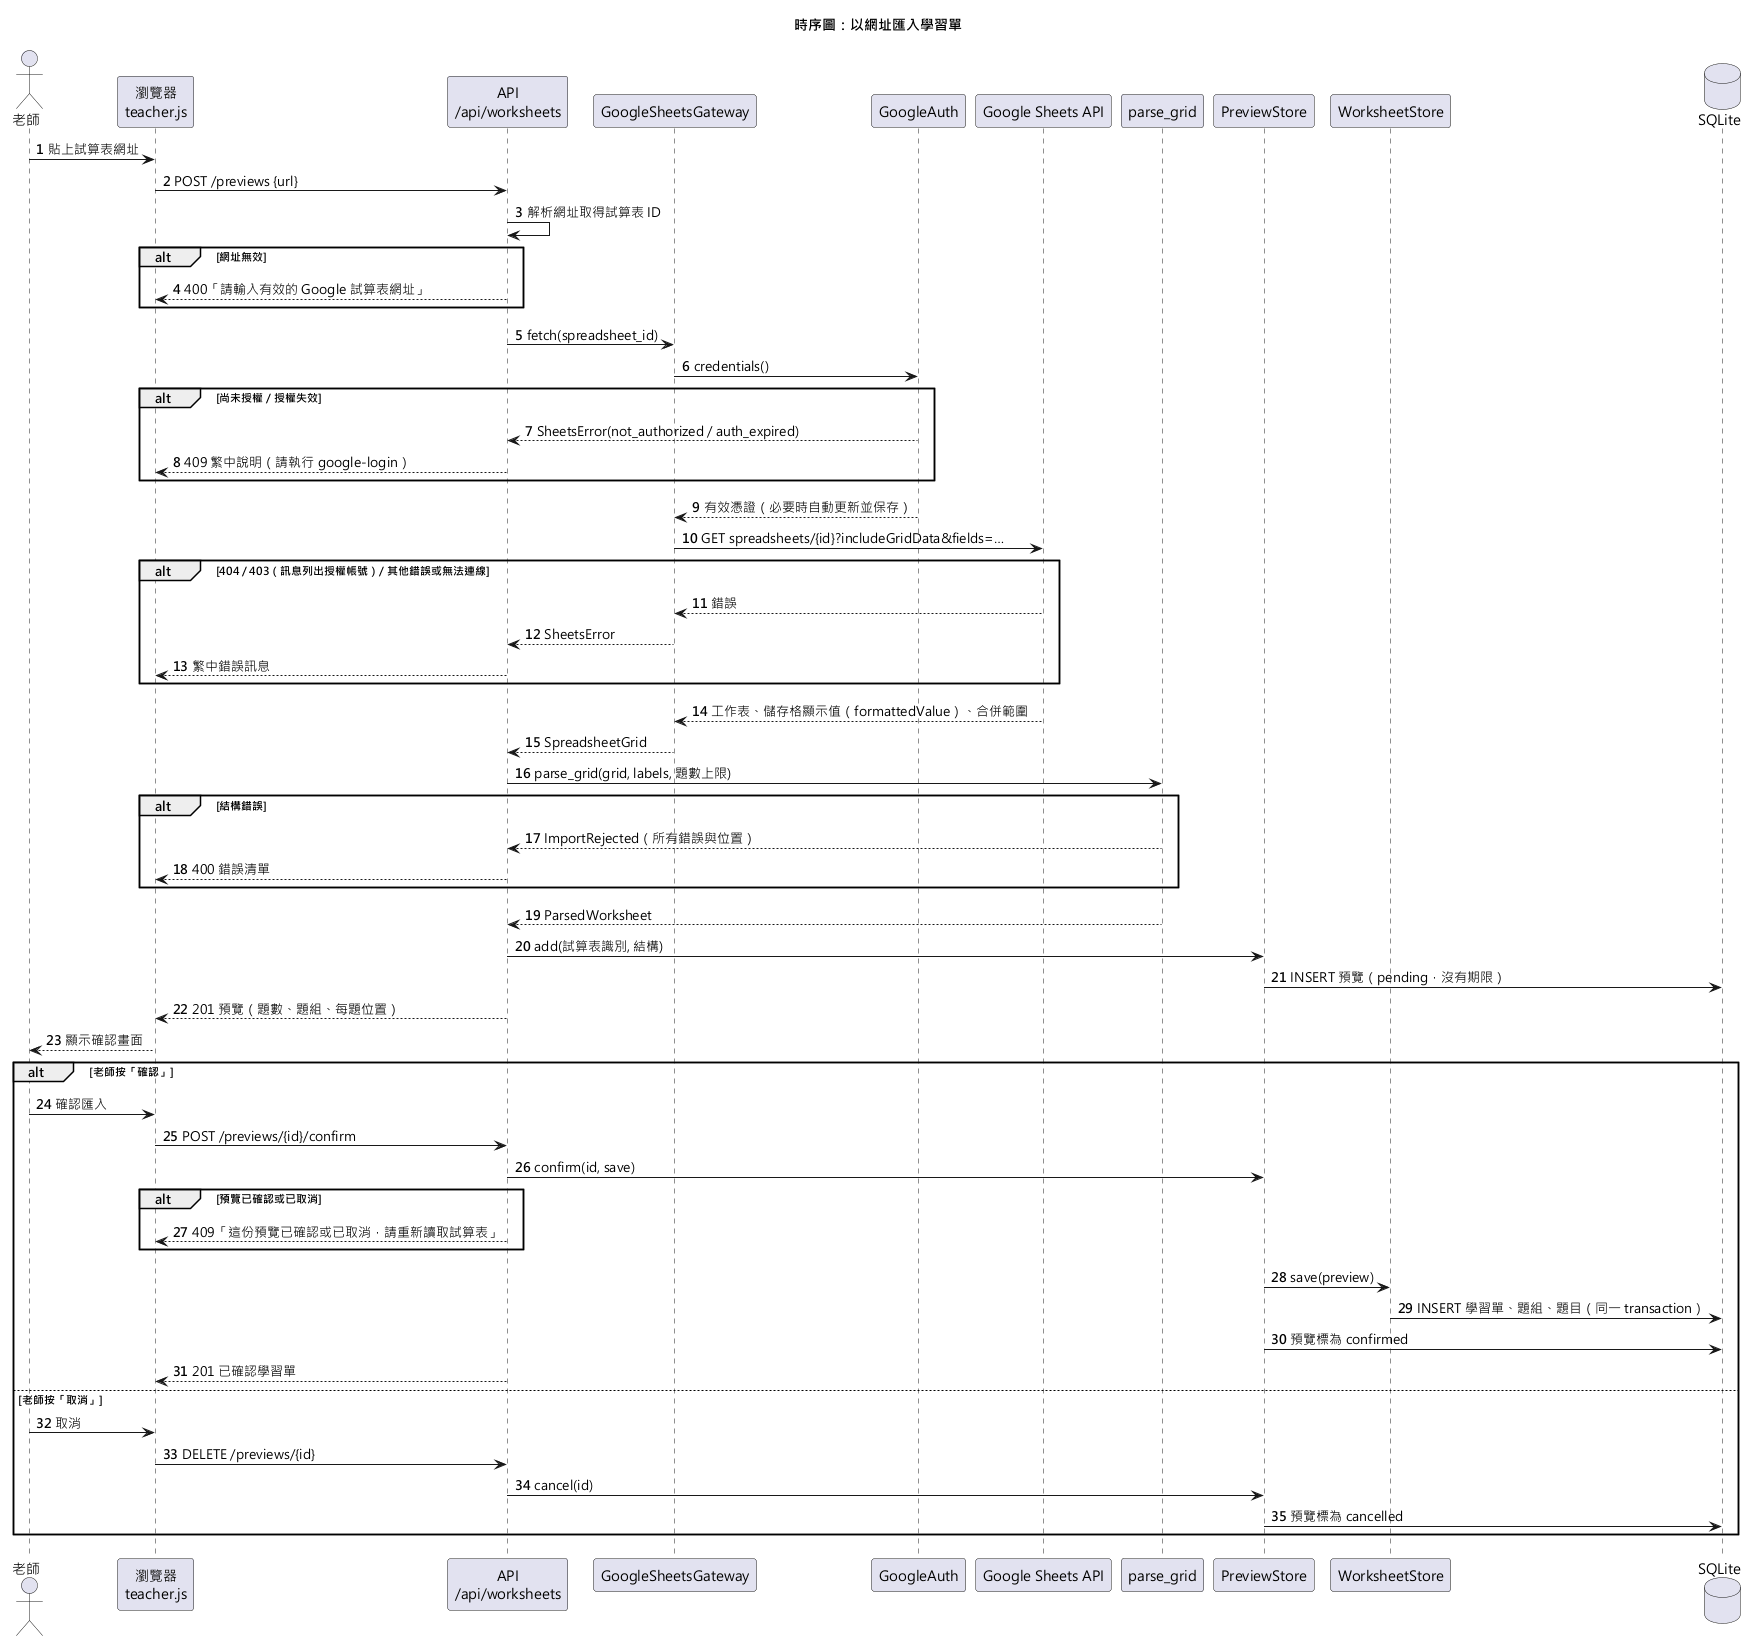 時序圖：以網址匯入學習單
老師
瀏覽器
teacher.js
API
/api/worksheets
GoogleSheetsGateway
GoogleAuth
Google Sheets API
parse_grid
PreviewStore
WorksheetStore
SQLite
1 貼上試算表網址
2 POST /previews {url}
3 解析網址取得試算表 ID
alt [網址無效]
4 400「請輸入有效的 Google 試算表網址」
5 fetch(spreadsheet_id)
6 credentials()
alt [尚未授權 / 授權失效]
7 SheetsError(not_authorized / auth_expired)
8 409 繁中說明（請執行 google-login）
9 有效憑證（必要時自動更新並保存）
10 GET spreadsheets/{id}?includeGridData&fields=...
alt [404 / 403（訊息列出授權帳號）/ 其他錯誤或無法連線]
11 錯誤
12 SheetsError
13 繁中錯誤訊息
14 工作表、儲存格顯示值（formattedValue）、合併範圍
15 SpreadsheetGrid
16 parse_grid(grid, labels, 題數上限)
alt [結構錯誤]
17 ImportRejected（所有錯誤與位置）
18 400 錯誤清單
19 ParsedWorksheet
20 add(試算表識別, 結構)
21 INSERT 預覽（pending，沒有期限）
22 201 預覽（題數、題組、每題位置）
23 顯示確認畫面
alt [老師按「確認」]
24 確認匯入
25 POST /previews/{id}/confirm
26 confirm(id, save)
alt [預覽已確認或已取消]
27 409「這份預覽已確認或已取消，請重新讀取試算表」
28 save(preview)
29 INSERT 學習單、題組、題目（同一 transaction）
30 預覽標為 confirmed
31 201 已確認學習單
[老師按「取消」]
32 取消
33 DELETE /previews/{id}
34 cancel(id)
35 預覽標為 cancelled
老師
瀏覽器
teacher.js
API
/api/worksheets
GoogleSheetsGateway
GoogleAuth
Google Sheets API
parse_grid
PreviewStore
WorksheetStore
SQLite